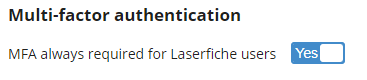 Multi-factor authentication
MFA always required for Laserfiche users Yes